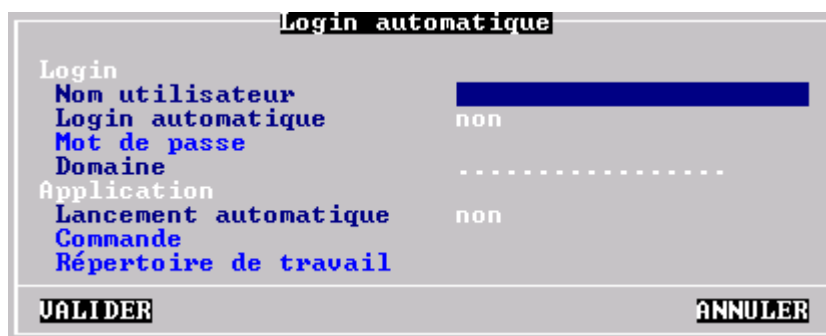 Login automatique
Login
Nom utilisateur
Login automatique non
Mot de passe
Domaine .................
Application
Lancement automatique non
Commande
Répertoire de travail
VALIDER ANNULER